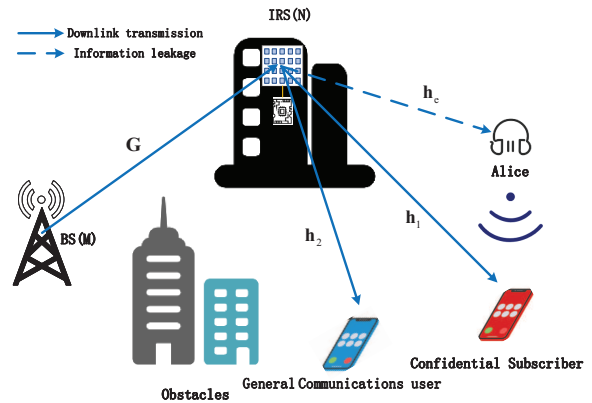 IRS(N)
Downlink transmission
Information leakage
h_e
G
Alice
BS(M)
h_2
h_1
Confidential Subscriber
General Communications user
Obstacles